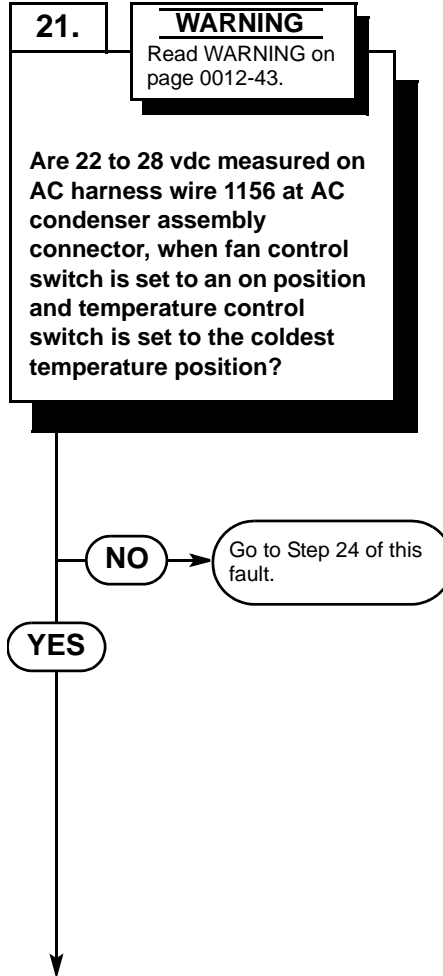 21.
WARNING
Read WARNING on
page 0012-43.
Are 22 to 28 vdc measured on
AC harness wire 1156 at AC
condenser assembly
connector, when fan control
switch is set to an on position
and temperature control
switch is set to the coldest
temperature position?
NO
Go to Step 24 of this
fault.
YES